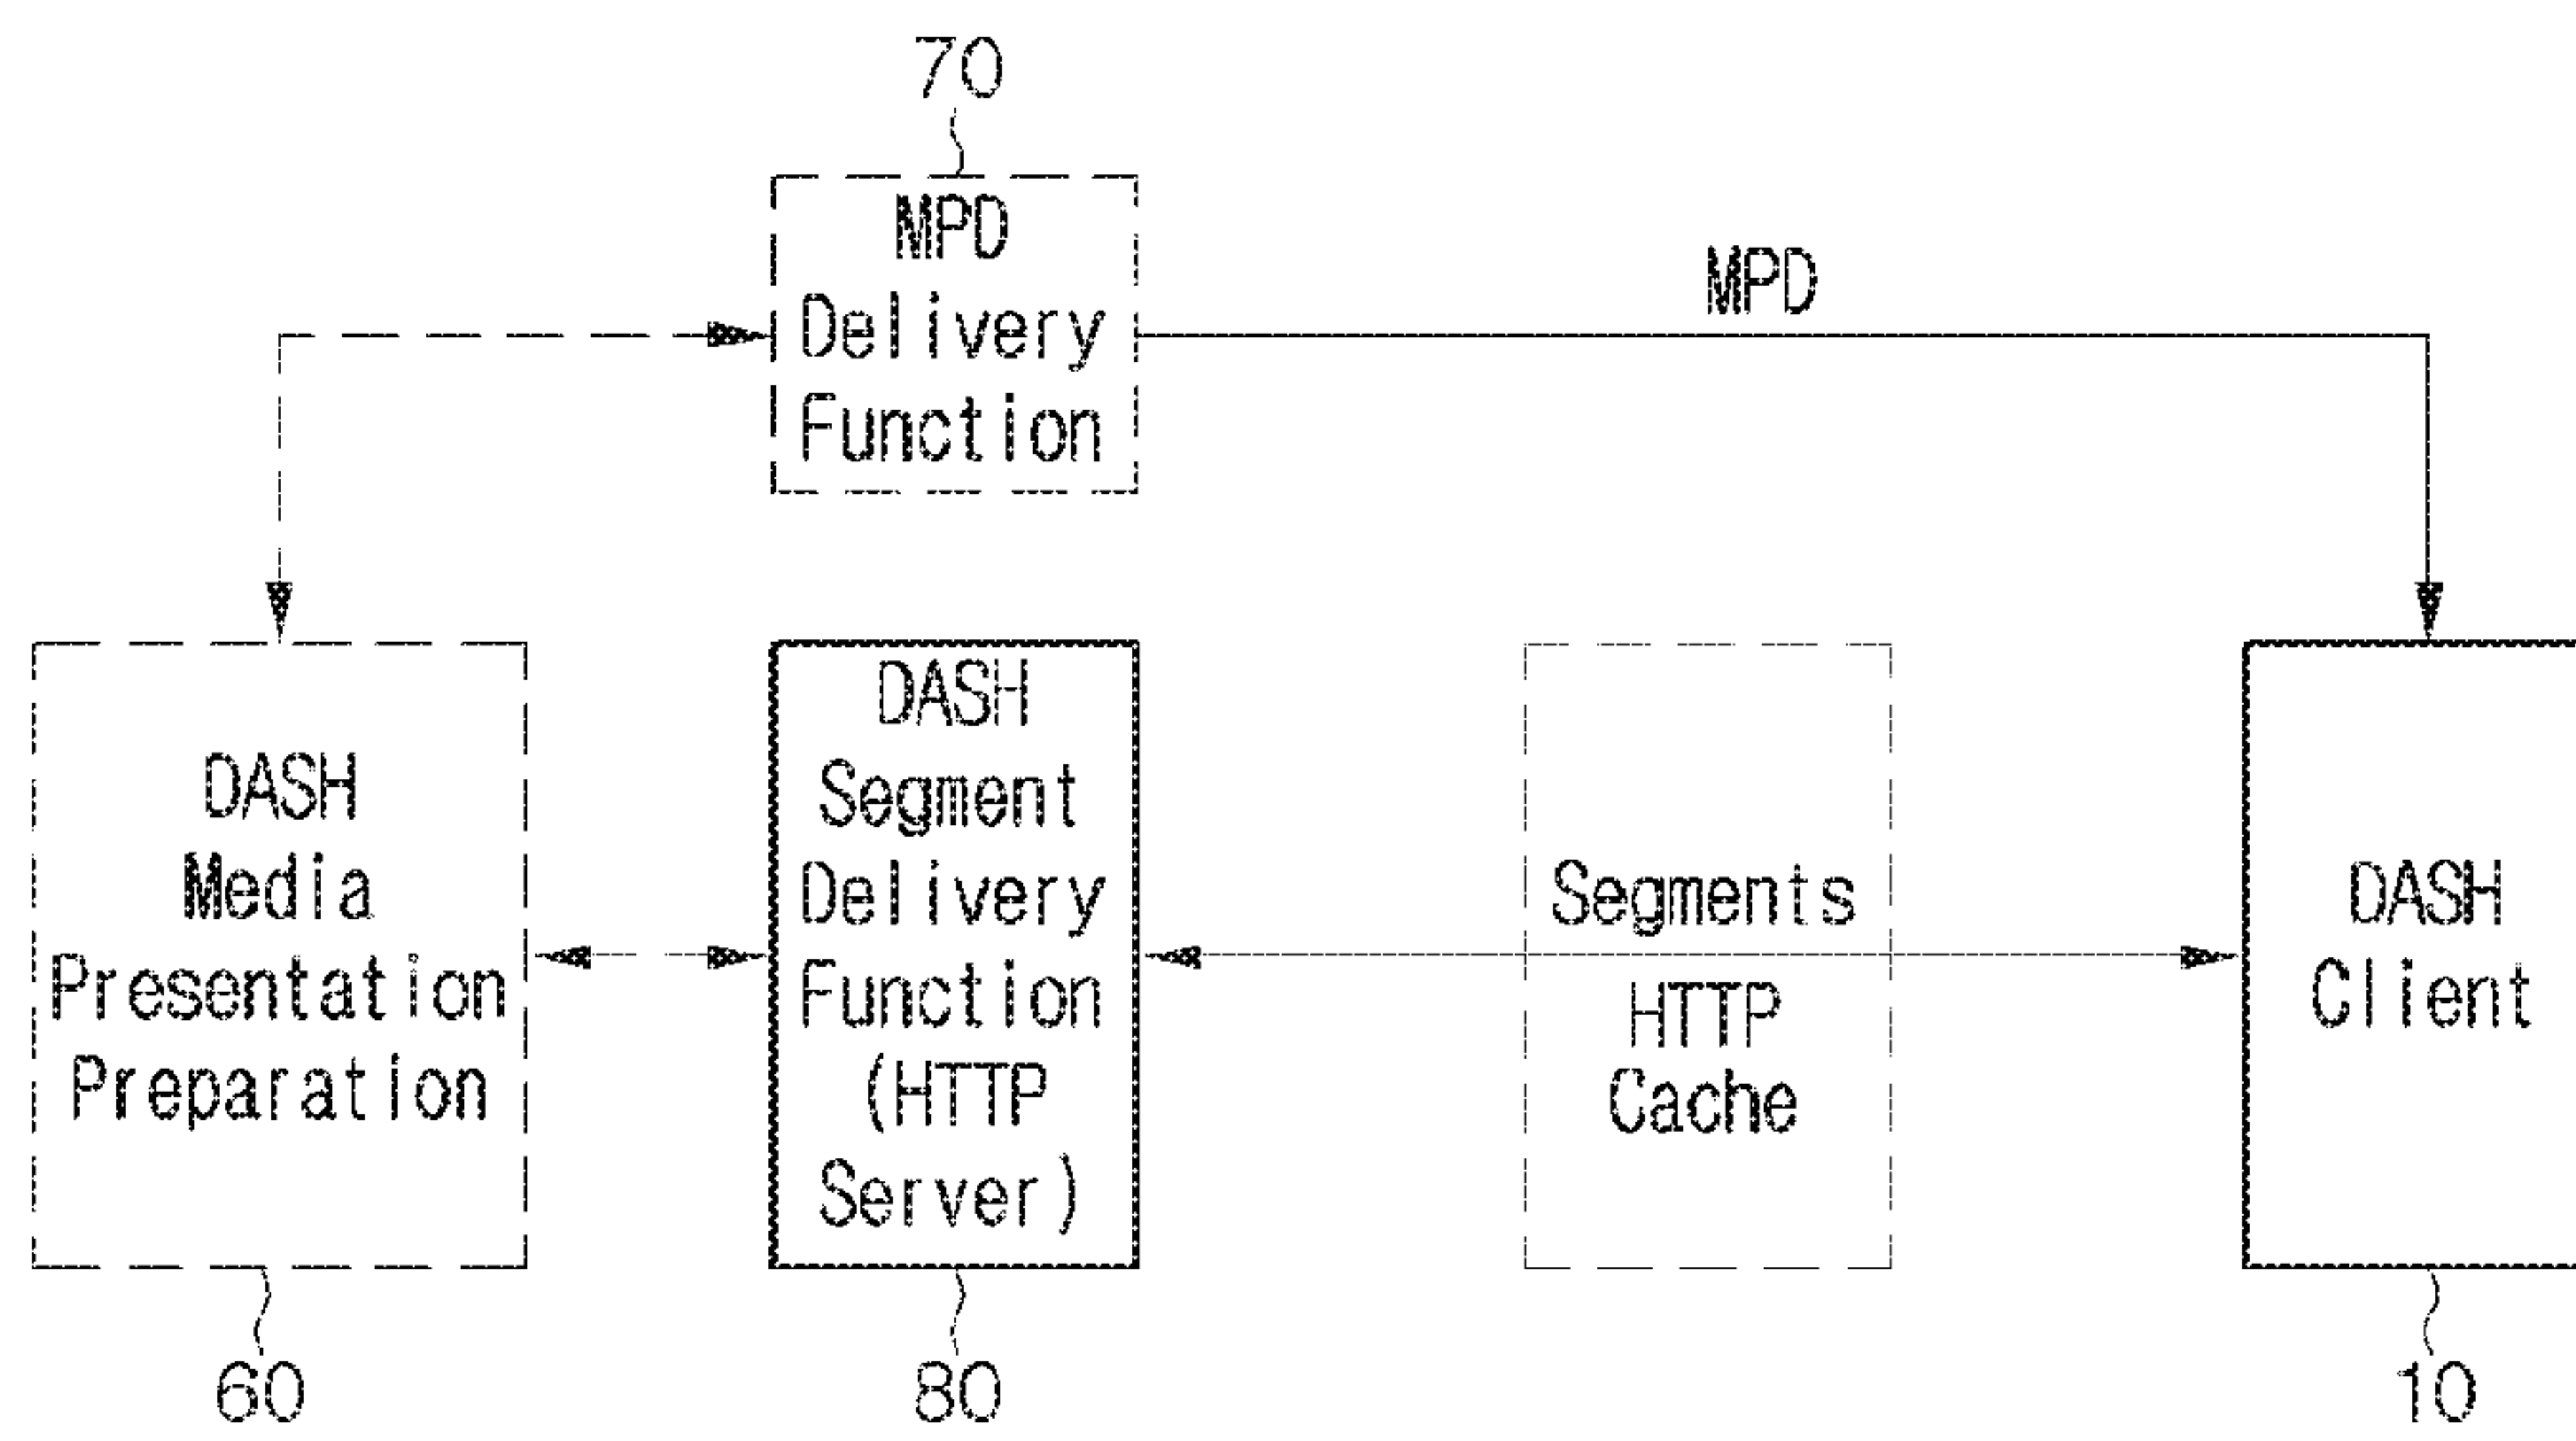 70
MPD
Delivery
Function
MPD
DASH
Media
Presentation
Preparation
DASH
Segment
Delivery
Function
(HTTP
Server)
Segments
HTTP
Cache
DASH
Client
60
80
10